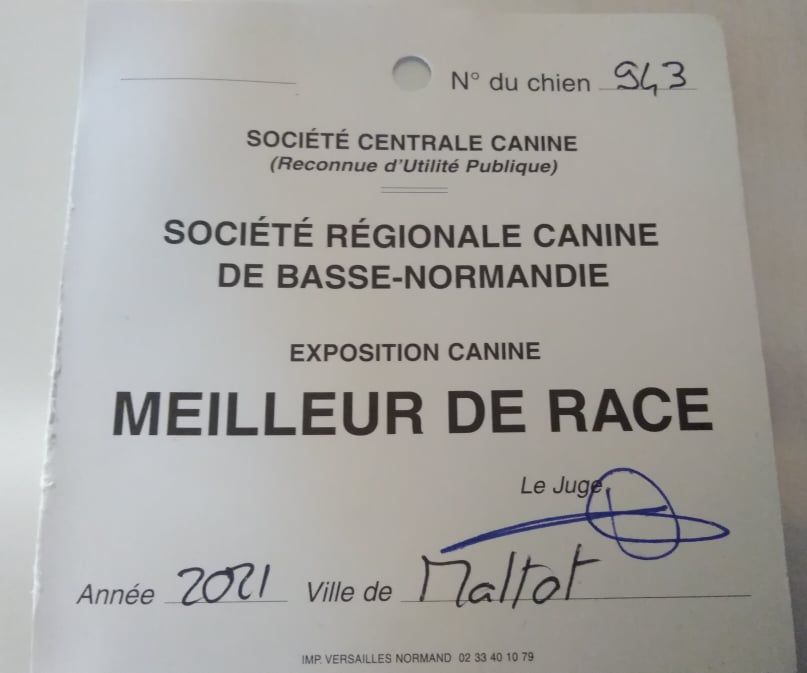 N° du chien 943
SOCIÉTÉ CENTRALE CANINE
(Reconnue d'Utilité Publique)
SOCIÉTÉ RÉGIONALE CANINE
DE BASSE-NORMANDIE
EXPOSITION CANINE
MEILLEUR DE RACE
Le Juge
Année 2021 Ville de Maltot
IMP. VERSAILLES NORMAND 02 33 40 10 79